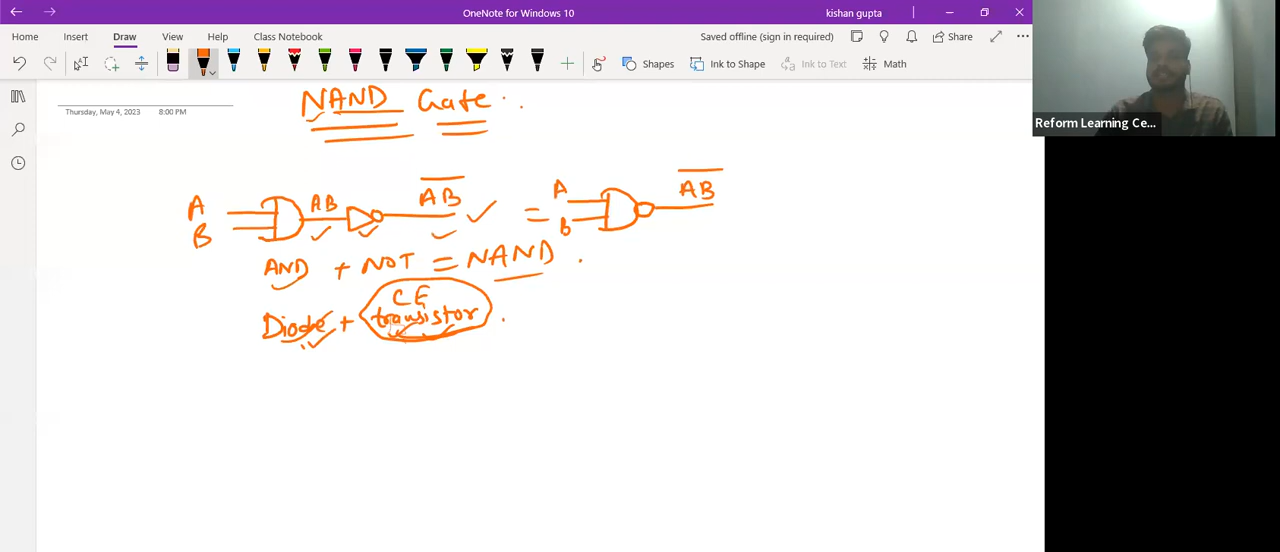 OneNote for Windows 10
kishan gupta
Home Insert Draw View Help Class Notebook
Saved offline (sign in required) Share
Shapes Ink to Shape Ink to Text Math
Reform Learning Ce...
NAND Gate
Thursday, May 4, 2023 8:00 PM
A
B
AB
A̅B̅
=
A
B
A̅B̅
AND + NOT = NAND
Diode + CE transistor